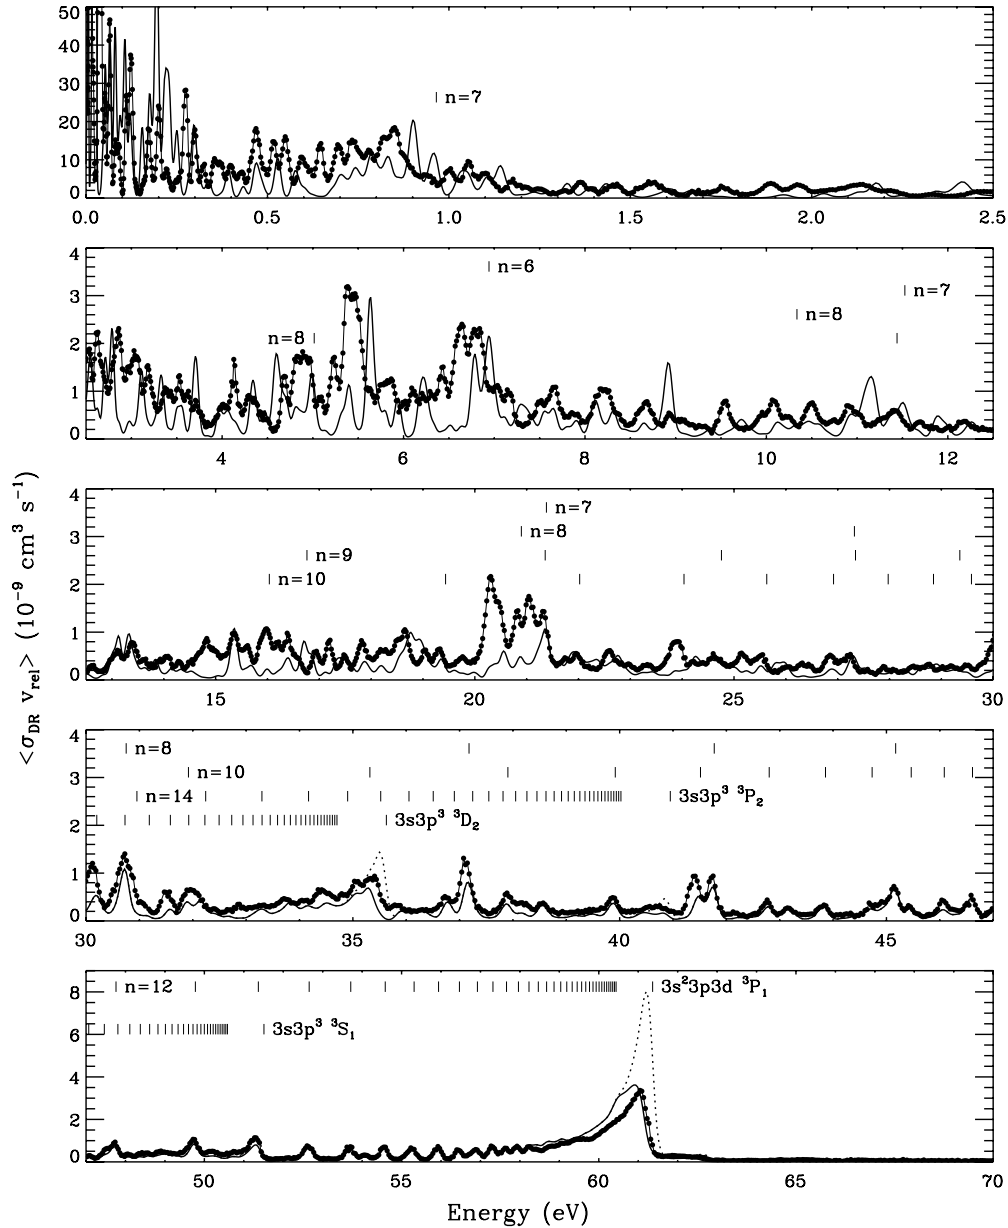 50
40
30
20
10
0
n=7
0.0 0.5 1.0 1.5 2.0 2.5
4
3
2
1
0
n=6
n=7
n=8
n=8
4 6 8 10 12
4
3
2
1
0
n=7
n=8
n=9
n=10
15 20 25 30
4
3
2
1
0
n=8
n=10
n=14 3s3p³ ³P₂
3s3p³ ³D₂
30 35 40 45
8
6
4
2
0
n=12 3s²3p3d ³P₁
3s3p³ ³S₁
50 55 60 65 70
Energy (eV)
<σ_DR v_rel> (10⁻⁹ cm³ s⁻¹)